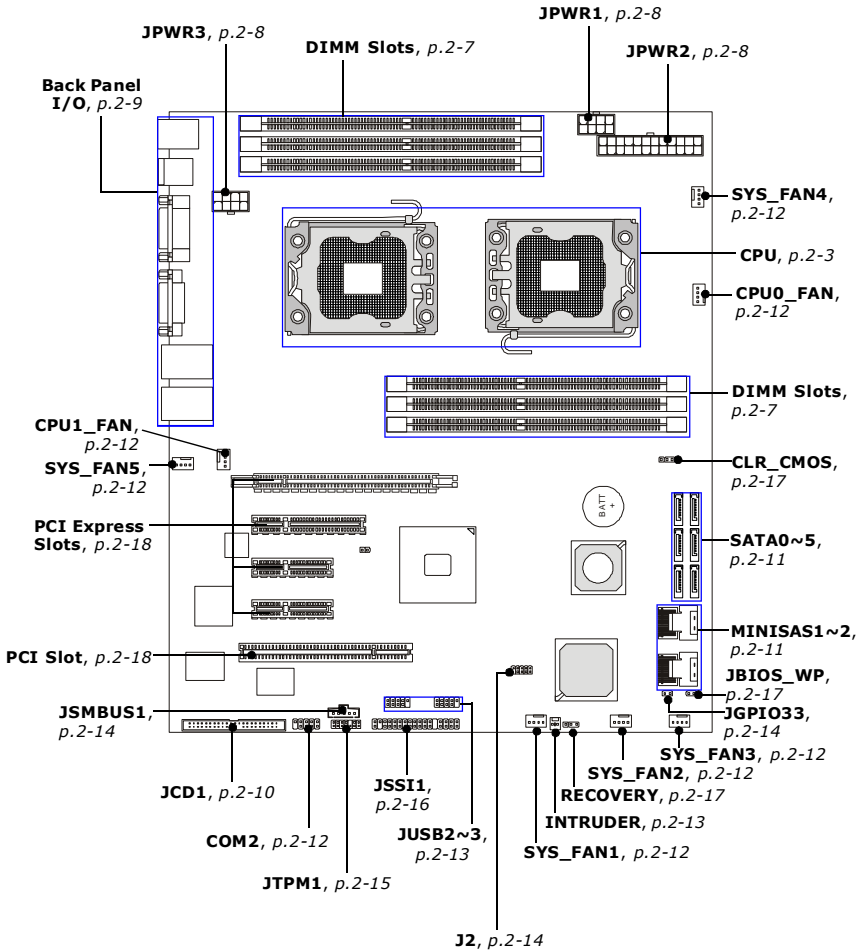 JPWR1, p.2-8
JPWR3, p.2-8
DIMM Slots, p.2-7
JPWR2, p.2-8
Back Panel
I/O, p.2-9
SYS_FAN4,
p.2-12
CPU, p.2-3
CPU0_FAN,
p.2-12
DIMM Slots,
p.2-7
CPU1_FAN,
p.2-12
SYS_FAN5,
p.2-12
CLR_CMOS,
p.2-17
BATT
+
PCI Express
Slots, p.2-18
SATA0~5,
p.2-11
MINISAS1~2,
p.2-11
PCI Slot, p.2-18
JBIOS_WP,
p.2-17
JSMBUS1,
p.2-14
JGPIO33,
p.2-14
SYS_FAN3, p.2-12
SYS_FAN2, p.2-12
JCD1, p.2-10
JSSI1,
p.2-16
RECOVERY, p.2-17
INTRUDER, p.2-13
COM2, p.2-12
JUSB2~3,
p.2-13
SYS_FAN1, p.2-12
JTPM1, p.2-15
J2, p.2-14